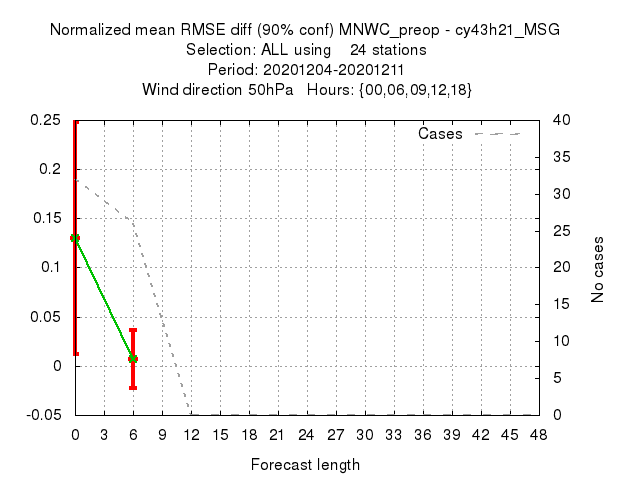 Normalized mean RMSE diff (90% conf) MNWC_preop - cy43h21_MSG
Selection: ALL using    24 stations
Period: 20201204-20201211
Wind direction 50hPa   Hours: {00,06,09,12,18}
0.25
0.2
0.15
0.1
0.05
0
-0.05
Cases
40
35
30
25
20
15
10
5
0
No cases
0 3 6 9 12 15 18 21 24 27 30 33 36 39 42 45 48
Forecast length